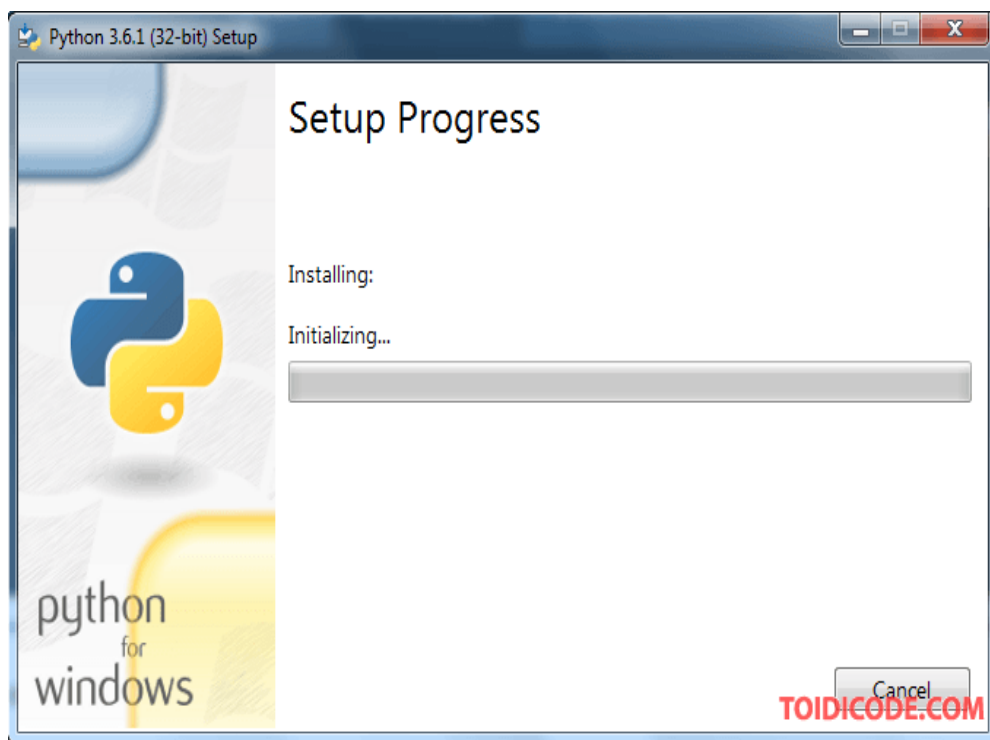 Python 3.6.1 (32-bit) Setup
Setup Progress
Installing:
Initializing...
python
for
windows
Cancel
TOIDICODE.COM